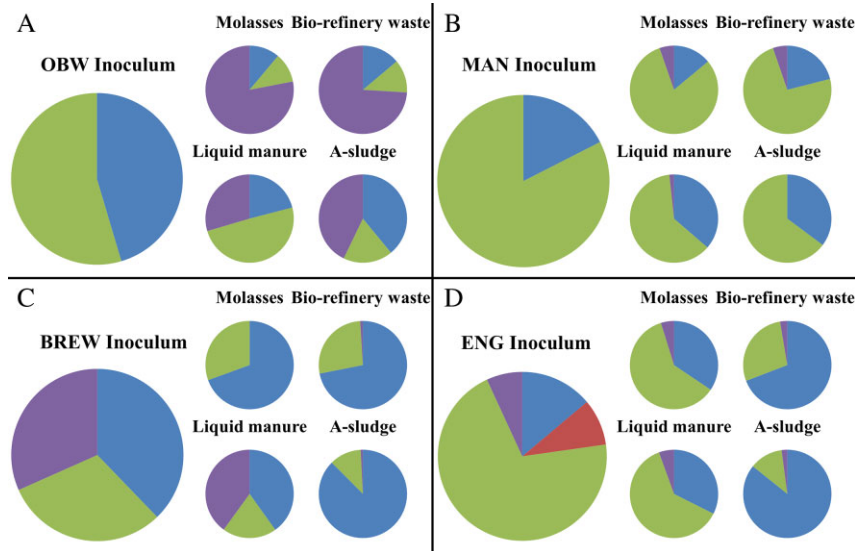 A
OBW Inoculum
Molasses
Bio-refinery waste
Liquid manure
A-sludge
B
MAN Inoculum
Molasses
Bio-refinery waste
Liquid manure
A-sludge
C
BREW Inoculum
Molasses
Bio-refinery waste
Liquid manure
A-sludge
D
ENG Inoculum
Molasses
Bio-refinery waste
Liquid manure
A-sludge